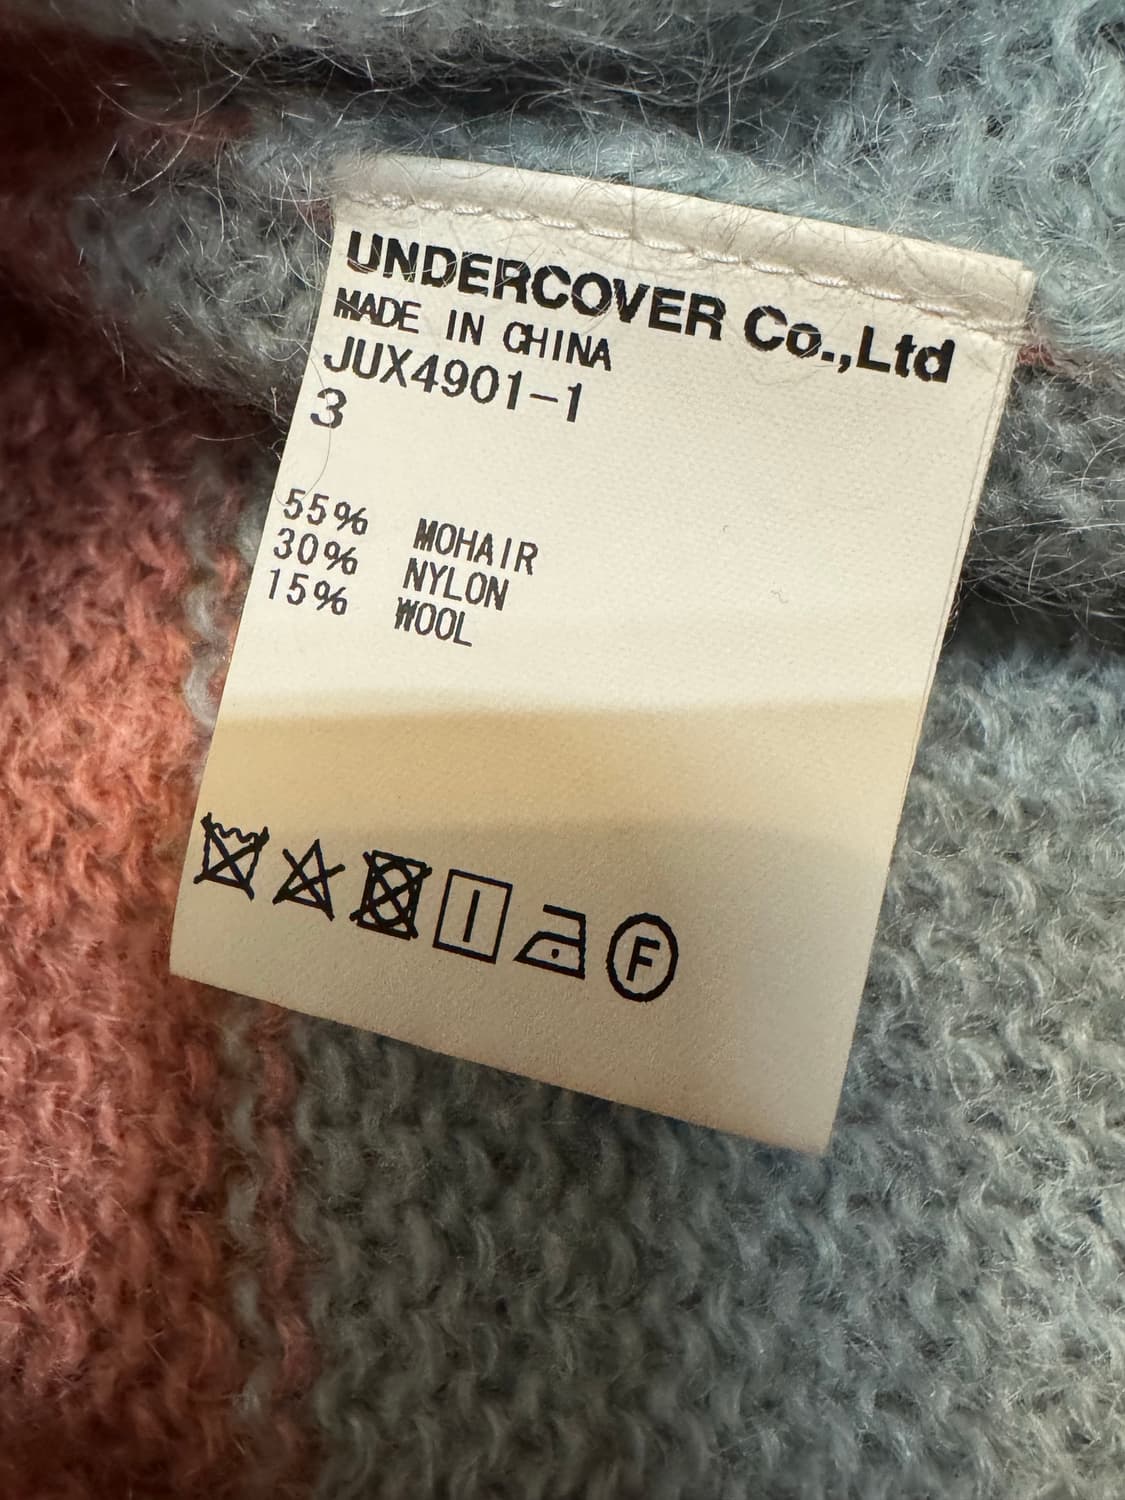 UNDERCOVER Co.,Ltd
MADE IN CHINA
JUX4901-1
3
55% MOHAIR
30% NYLON
15% WOOL
F